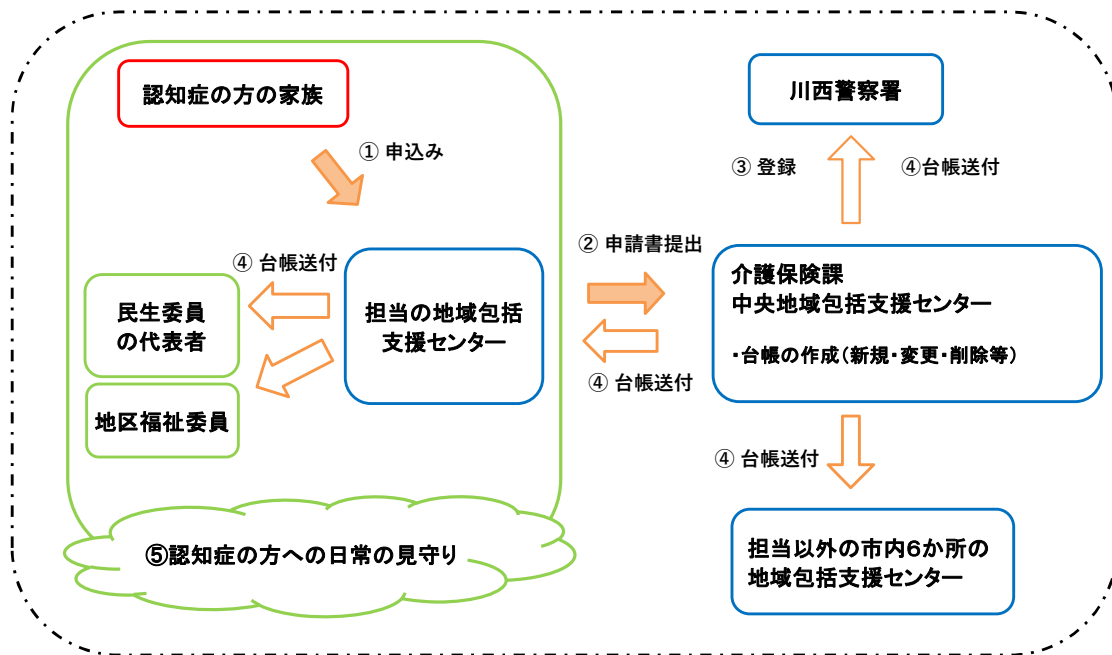 認知症の方の家族
川西警察署
① 申込み
③ 登録
④台帳送付
② 申請書提出
④ 台帳送付
民生委員
の代表者
担当の地域包括
支援センター
介護保険課
中央地域包括支援センター
・台帳の作成（新規・変更・削除等）
④ 台帳送付
地区福祉委員
④ 台帳送付
⑤認知症の方への日常の見守り
担当以外の市内６か所の
地域包括支援センター